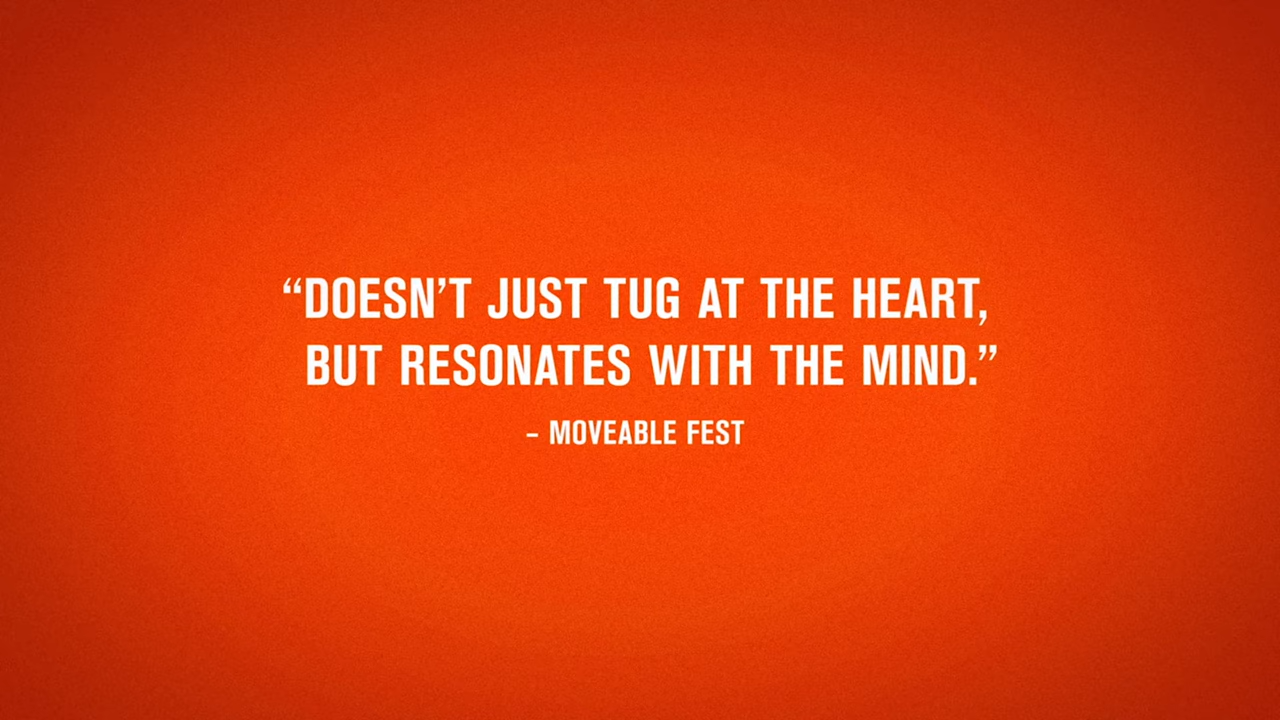 “DOESN’T JUST TUG AT THE HEART,
BUT RESONATES WITH THE MIND.”
– MOVEABLE FEST